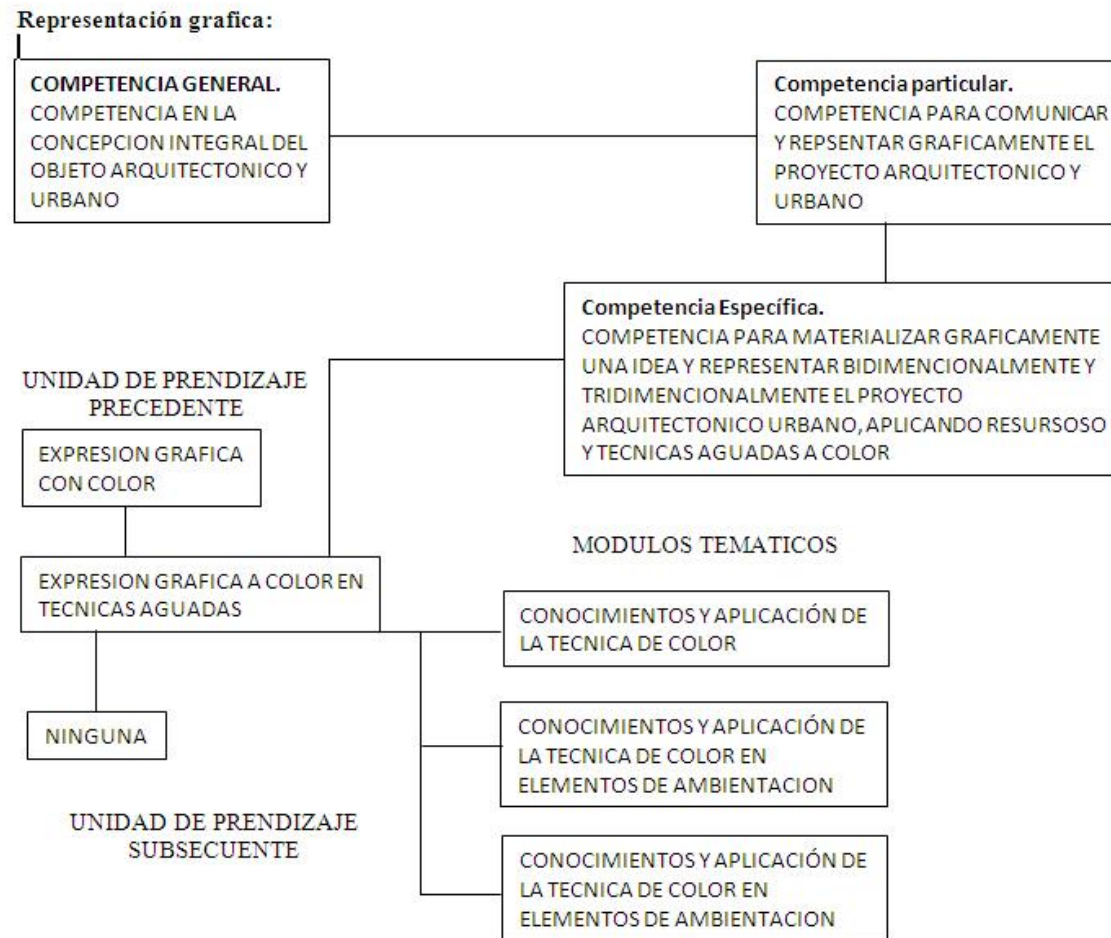 Representación grafica:
COMPETENCIA GENERAL.
COMPETENCIA EN LA
CONCEPCION INTEGRAL DEL
OBJETO ARQUITECTONICO Y
URBANO
Competencia particular.
COMPETENCIA PARA COMUNICAR
Y REPSENTAR GRAFICAMENTE EL
PROYECTO ARQUITECTONICO Y
URBANO
Competencia Específica.
COMPETENCIA PARA MATERIALIZAR GRAFICAMENTE
UNA IDEA Y REPRESENTAR BIDIMENCIONALMENTE Y
TRIDIMENCIONALMENTE EL PROYECTO
ARQUITECTONICO URBANO, APLICANDO RESURSOSO
Y TECNICAS AGUADAS A COLOR
UNIDAD DE PRENDIZAJE
PRECEDENTE
EXPRESION GRAFICA
CON COLOR
EXPRESION GRAFICA A COLOR EN
TECNICAS AGUADAS
NINGUNA
UNIDAD DE PRENDIZAJE
SUBSECUENTE
MODULOS TEMATICOS
CONOCIMIENTOS Y APLICACIÓN DE
LA TECNICA DE COLOR
CONOCIMIENTOS Y APLICACIÓN DE
LA TECNICA DE COLOR EN
ELEMENTOS DE AMBIENTACION
CONOCIMIENTOS Y APLICACIÓN DE
LA TECNICA DE COLOR EN
ELEMENTOS DE AMBIENTACION